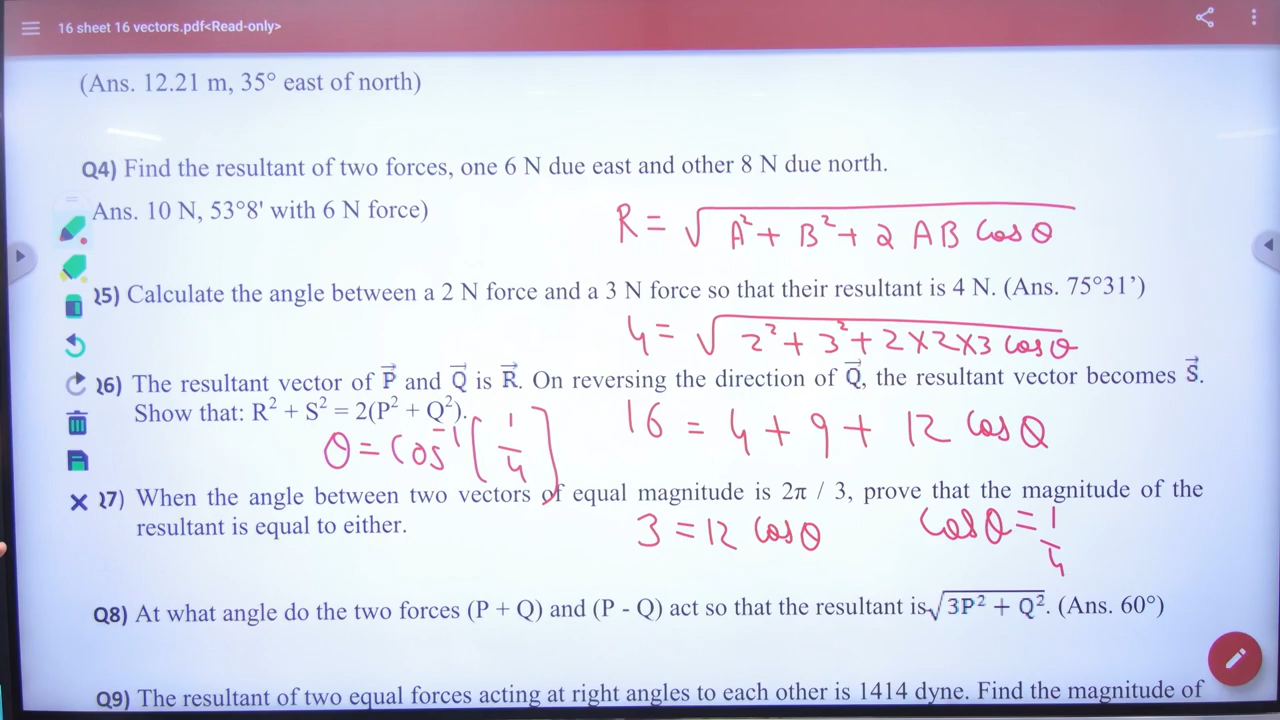 16 sheet 16 vectors.pdf<Read-only>
(Ans. 12.21 m, 35° east of north)
Q4) Find the resultant of two forces, one 6 N due east and other 8 N due north.
Ans. 10 N, 53°8' with 6 N force)
R = √(A² + B² + 2 AB Cos θ)
25) Calculate the angle between a 2 N force and a 3 N force so that their resultant is 4 N. (Ans. 75°31’)
4 = √(2² + 3² + 2×2×3 cos θ)
26) The resultant vector of P⃗ and Q⃗ is R⃗. On reversing the direction of Q⃗, the resultant vector becomes S⃗.
Show that: R² + S² = 2(P² + Q²).
16 = 4 + 9 + 12 cos θ
θ = Cos⁻¹ [1/4]
27) When the angle between two vectors of equal magnitude is 2π / 3, prove that the magnitude of the
resultant is equal to either.
3 = 12 cos θ
Cos θ = 1/4
Q8) At what angle do the two forces (P + Q) and (P - Q) act so that the resultant is √(3P² + Q²). (Ans. 60°)
Q9) The resultant of two equal forces acting at right angles to each other is 1414 dyne. Find the magnitude of